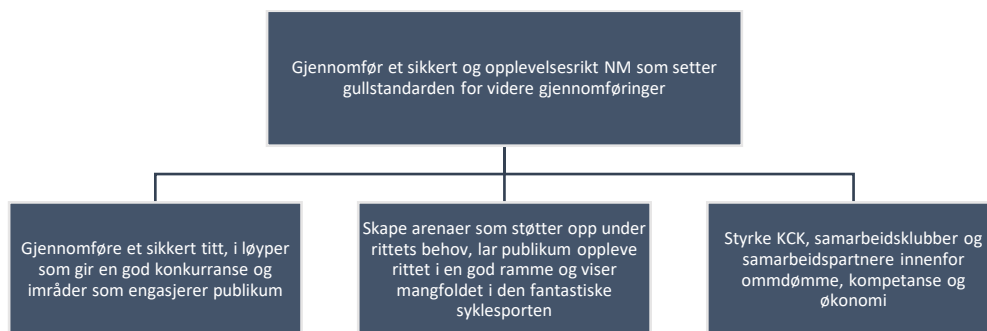 Gjennomfør et sikkert og opplevelsesrikt NM som setter
gullstandarden for videre gjennomføringer
Gjennomføre et sikkert titt, i løyper
som gir en god konkurranse og
imråder som engasjerer publikum
Skape arenaer som støtter opp under
rittets behov, lar publikum oppleve
rittet i en god ramme og viser
mangfoldet i den fantastiske
syklesporten
Styrke KCK, samarbeidsklubber og
samarbeidspartnere innenfor
ommdømme, kompetanse og
økonomi